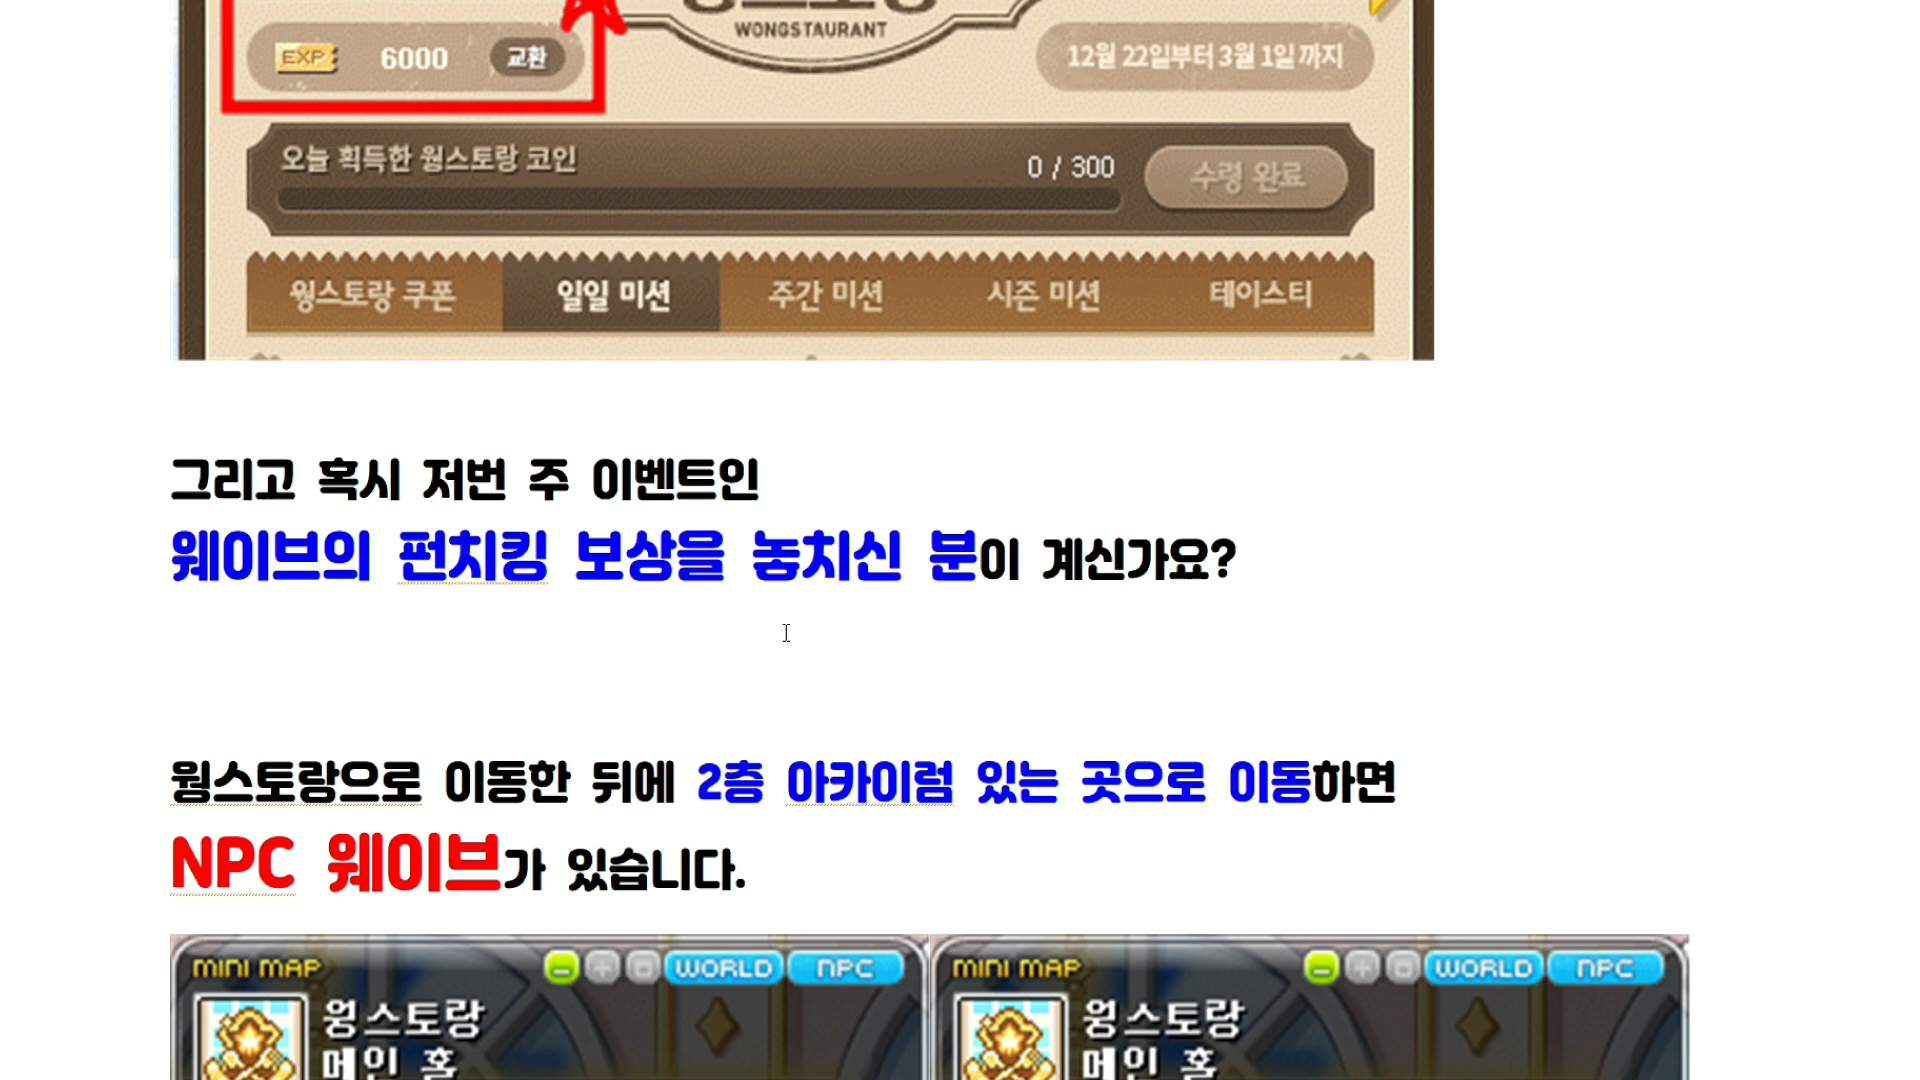 WONGSTAURANT
EXP 6000 교환
12월 22일부터 3월 1일 까지
오늘 획득한 웡스토랑 코인
0 / 300
수령 완료
웡스토랑 쿠폰 일일 미션 주간 미션 시즌 미션 테이스티
그리고 혹시 저번 주 이벤트인
웨이브의 펀치킹 보상을 놓치신 분이 계신가요?
웡스토랑으로 이동한 뒤에 2층 아카이럼 있는 곳으로 이동하면
NPC 웨이브가 있습니다.
MINI MAP WORLD NPC
웡스토랑
메인 홀
MINI MAP WORLD NPC
웡스토랑
메인 홀